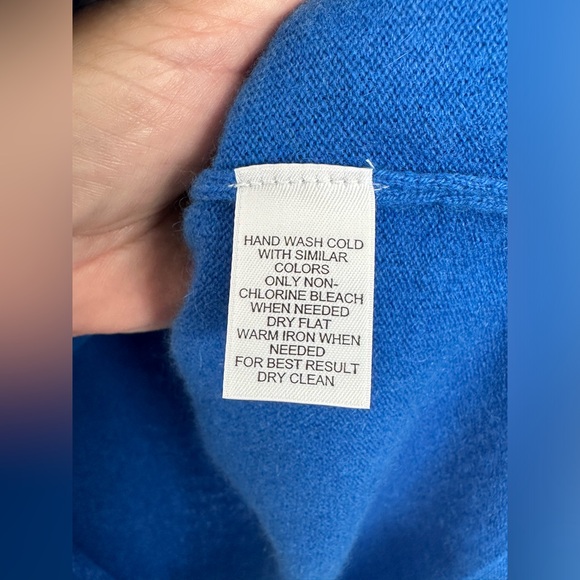 HAND WASH COLD
WITH SIMILAR
COLORS
ONLY NON-
CHLORINE BLEACH
WHEN NEEDED
DRY FLAT
WARM IRON WHEN
NEEDED
FOR BEST RESULT
DRY CLEAN